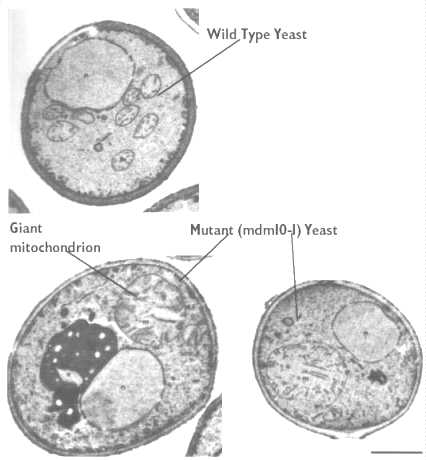 Wild Type Yeast
Giant
mitochondrion
Mutant (mdm10-1) Yeast